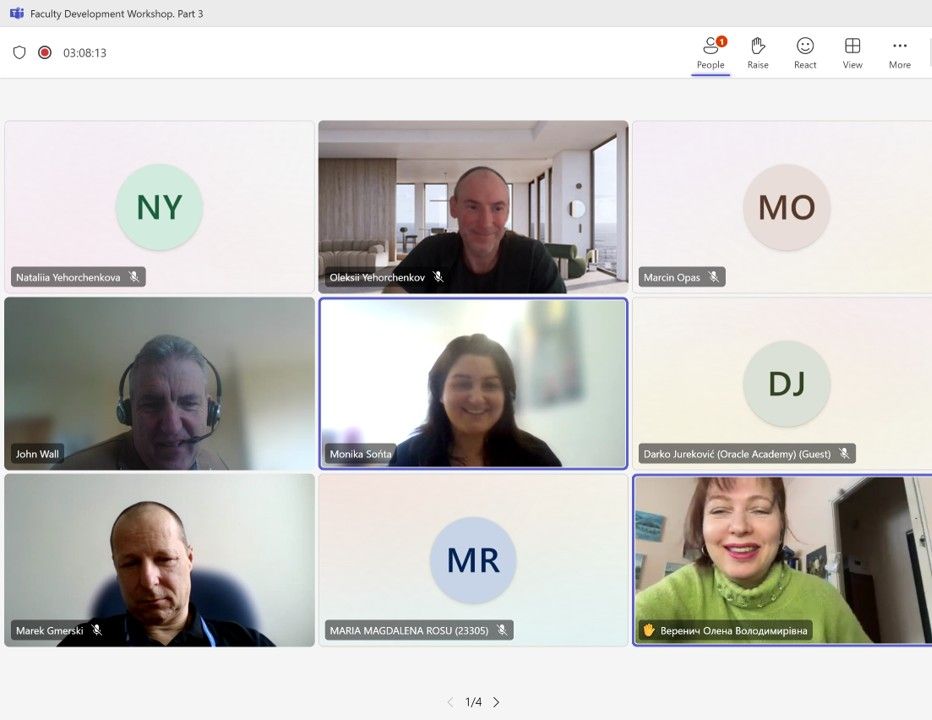 Faculty Development Workshop. Part 3
03:08:13
1
People
Raise
React
View
More
NY
Nataliia Yehorchenkova
Oleksii Yehorchenkov
MO
Marcin Opas
John Wall
Monika Sońta
DJ
Darko Jureković (Oracle Academy) (Guest)
Marek Gmerski
MR
MARIA MAGDALENA ROSU (23305)
Веренич Олена Володимирівна
1/4